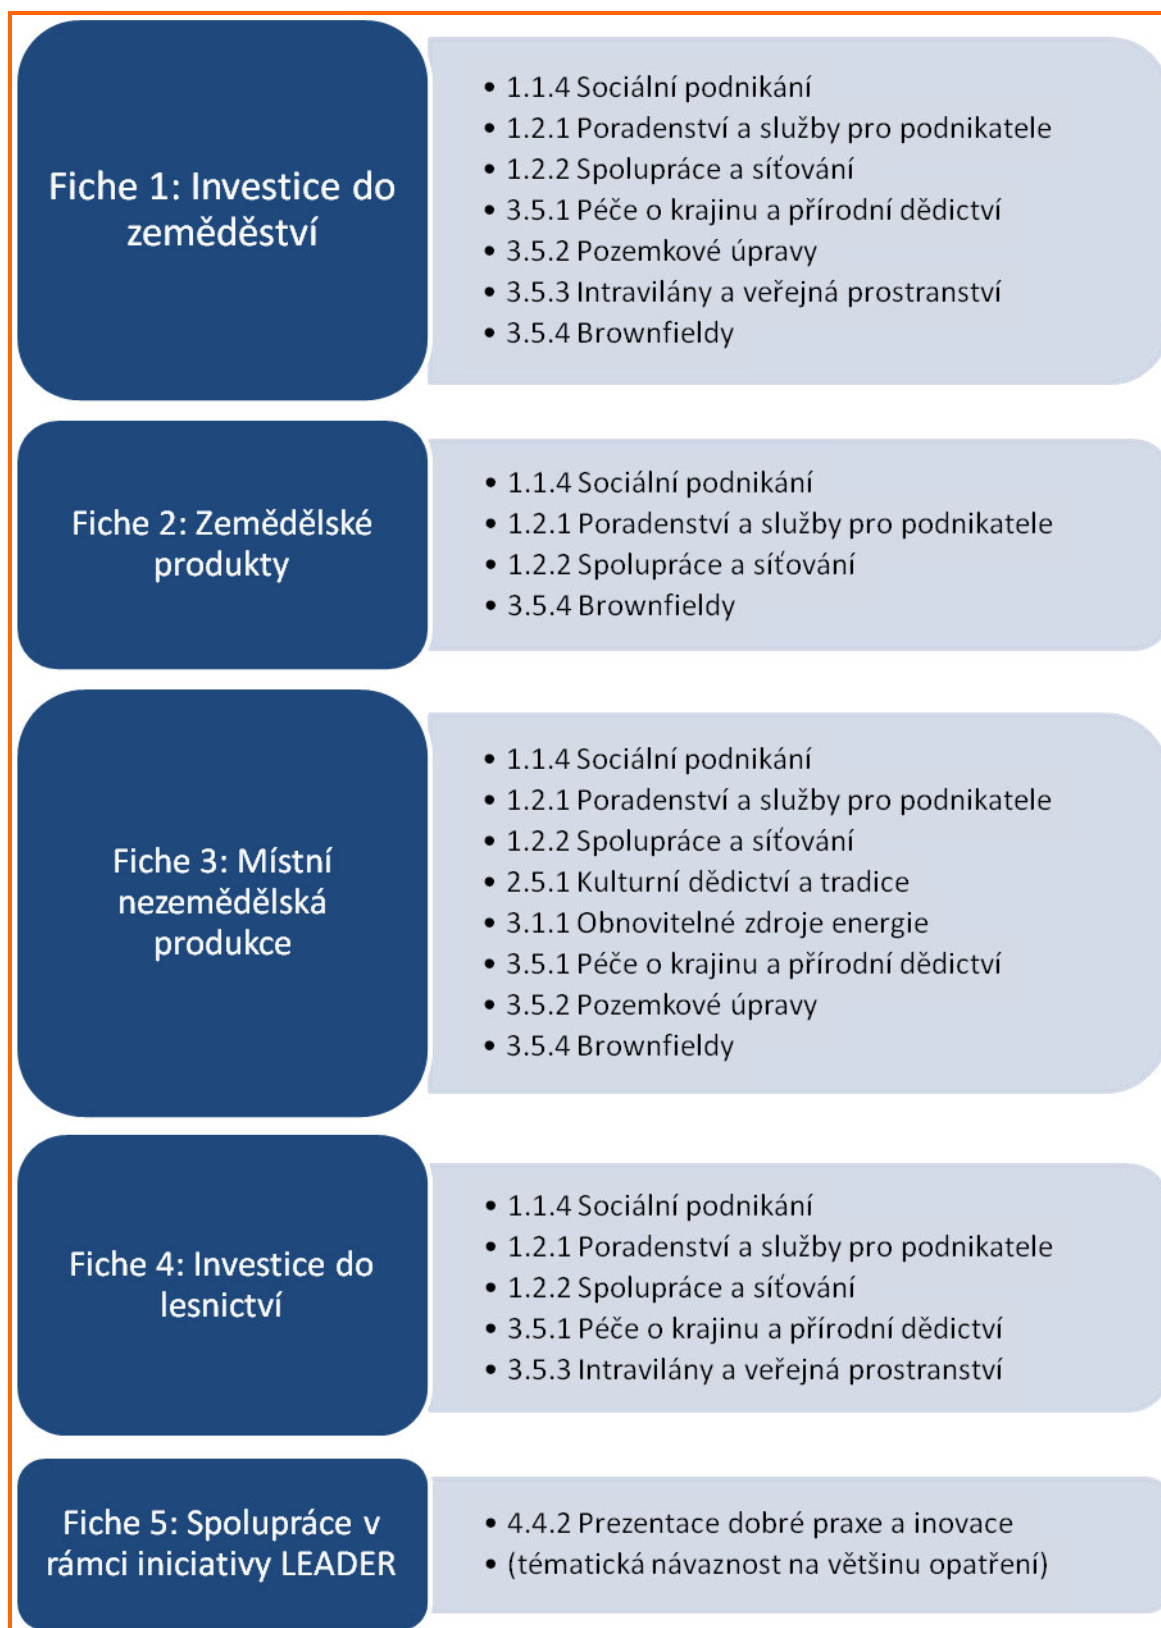 Fiche 1: Investice do
zeměděství
• 1.1.4 Sociální podnikání
• 1.2.1 Poradenství a služby pro podnikatele
• 1.2.2 Spolupráce a síťování
• 3.5.1 Péče o krajinu a přírodní dědictví
• 3.5.2 Pozemkové úpravy
• 3.5.3 Intravilány a veřejná prostranství
• 3.5.4 Brownfieldy
Fiche 2: Zemědělské
produkty
• 1.1.4 Sociální podnikání
• 1.2.1 Poradenství a služby pro podnikatele
• 1.2.2 Spolupráce a síťování
• 3.5.4 Brownfieldy
Fiche 3: Místní
nezemědělská
produkce
• 1.1.4 Sociální podnikání
• 1.2.1 Poradenství a služby pro podnikatele
• 1.2.2 Spolupráce a síťování
• 2.5.1 Kulturní dědictví a tradice
• 3.1.1 Obnovitelné zdroje energie
• 3.5.1 Péče o krajinu a přírodní dědictví
• 3.5.2 Pozemkové úpravy
• 3.5.4 Brownfieldy
Fiche 4: Investice do
lesnictví
• 1.1.4 Sociální podnikání
• 1.2.1 Poradenství a služby pro podnikatele
• 1.2.2 Spolupráce a síťování
• 3.5.1 Péče o krajinu a přírodní dědictví
• 3.5.3 Intravilány a veřejná prostranství
Fiche 5: Spolupráce v
rámci iniciativy LEADER
• 4.4.2 Prezentace dobré praxe a inovace
• (tématická návaznost na většinu opatření)